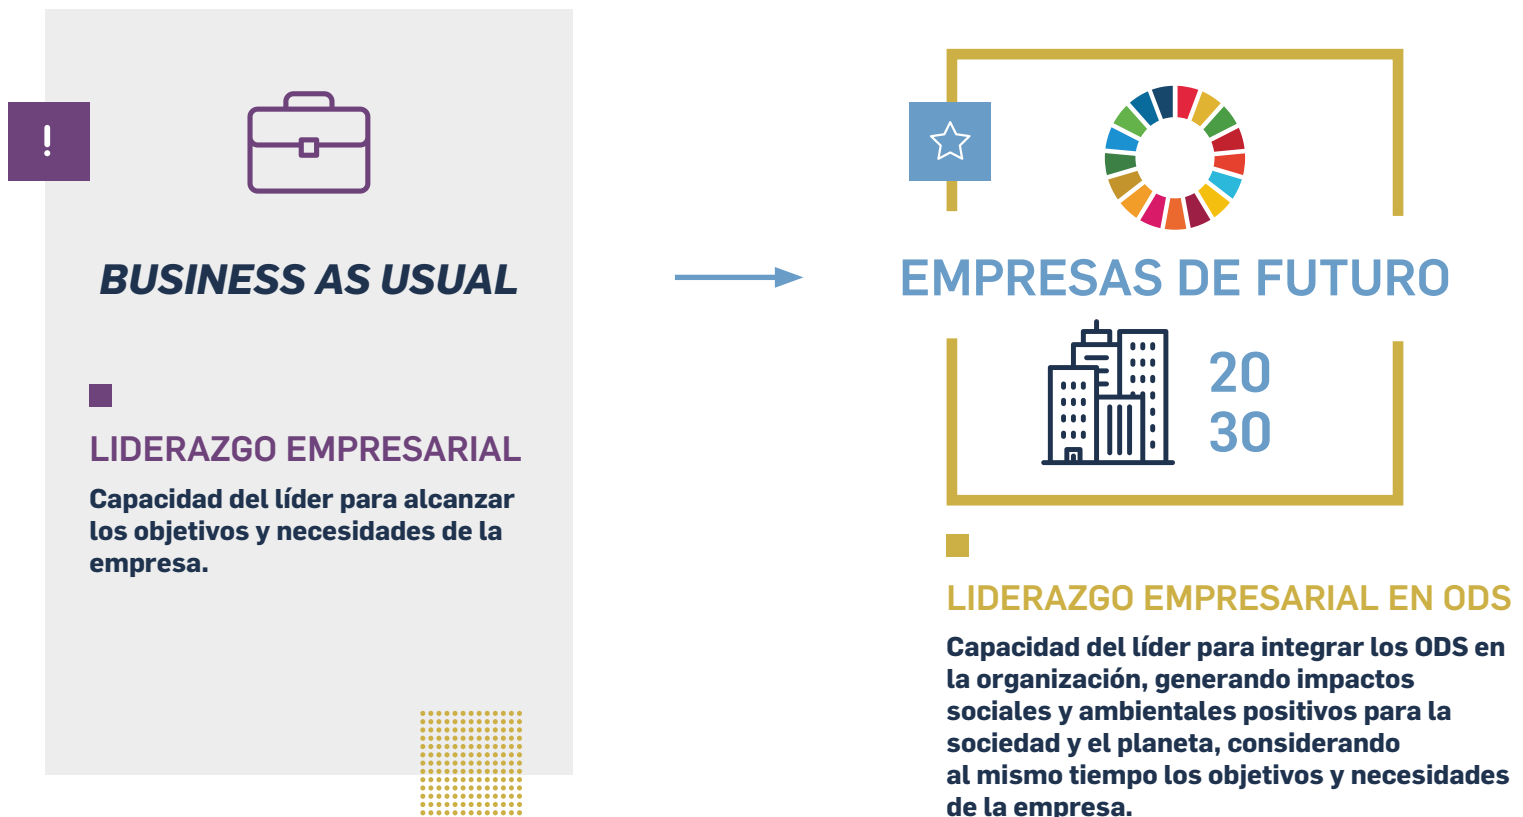 !
BUSINESS AS USUAL
LIDERAZGO EMPRESARIAL
Capacidad del líder para alcanzar
los objetivos y necesidades de la
empresa.
EMPRESAS DE FUTURO
20
30
LIDERAZGO EMPRESARIAL EN ODS
Capacidad del líder para integrar los ODS en
la organización, generando impactos
sociales y ambientales positivos para la
sociedad y el planeta, considerando
al mismo tiempo los objetivos y necesidades
de la empresa.